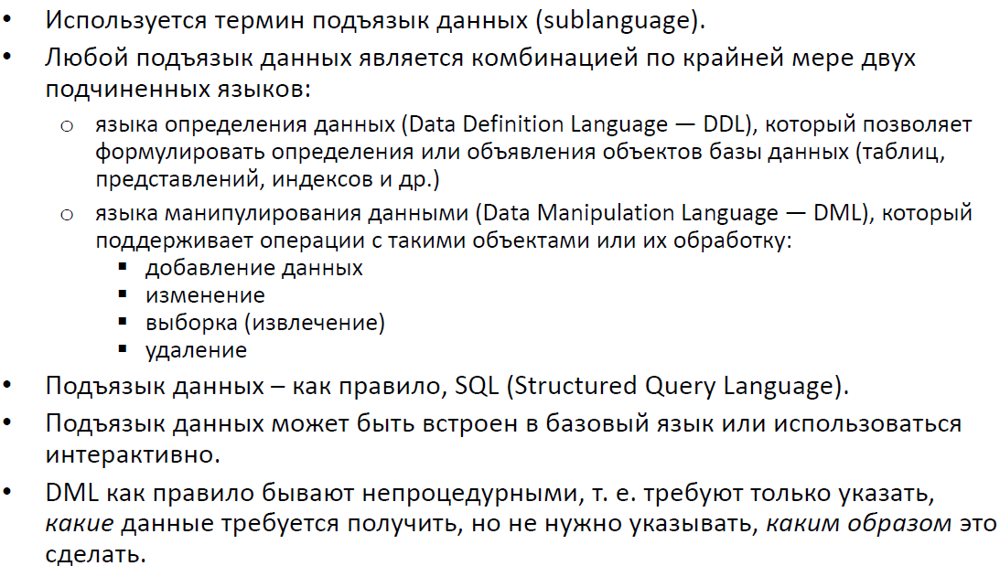 • Используется термин подъязык данных (sublanguage).
• Любой подъязык данных является комбинацией по крайней мере двух
подчиненных языков:
o языка определения данных (Data Definition Language — DDL), который позволяет
формулировать определения или объявления объектов базы данных (таблиц,
представлений, индексов и др.)
o языка манипулирования данными (Data Manipulation Language — DML), который
поддерживает операции с такими объектами или их обработку:
▪ добавление данных
▪ изменение
▪ выборка (извлечение)
▪ удаление
• Подъязык данных – как правило, SQL (Structured Query Language).
• Подъязык данных может быть встроен в базовый язык или использоваться
интерактивно.
• DML как правило бывают непроцедурными, т. е. требуют только указать,
какие данные требуется получить, но не нужно указывать, каким образом это
сделать.